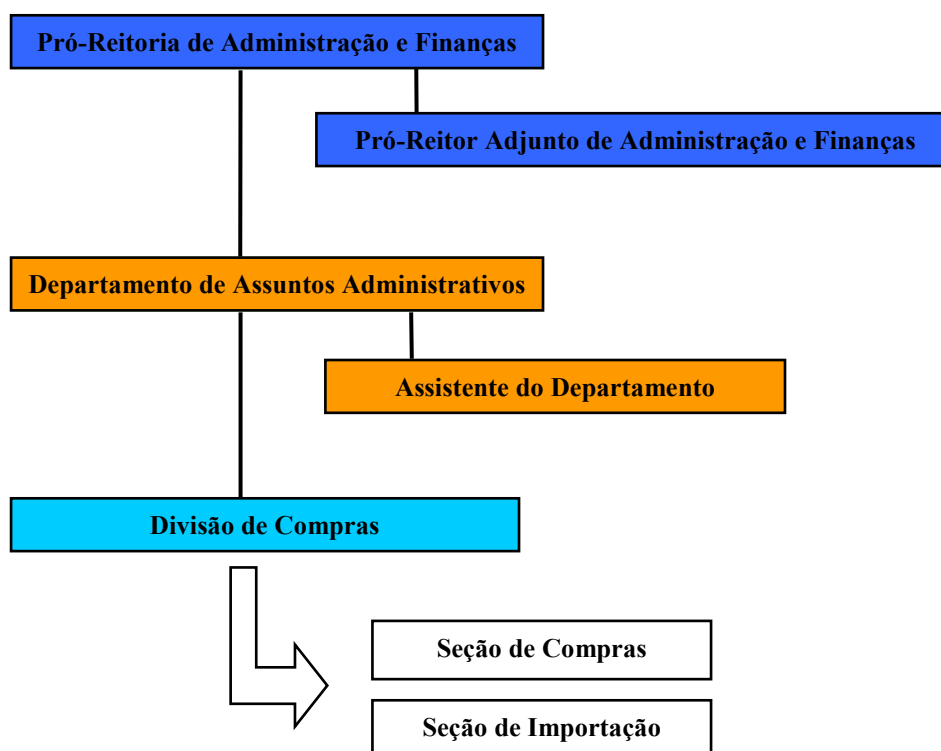 Pró-Reitoria de Administração e Finanças
Pró-Reitor Adjunto de Administração e Finanças
Departamento de Assuntos Administrativos
Assistente do Departamento
Divisão de Compras
Seção de Compras
Seção de Importação